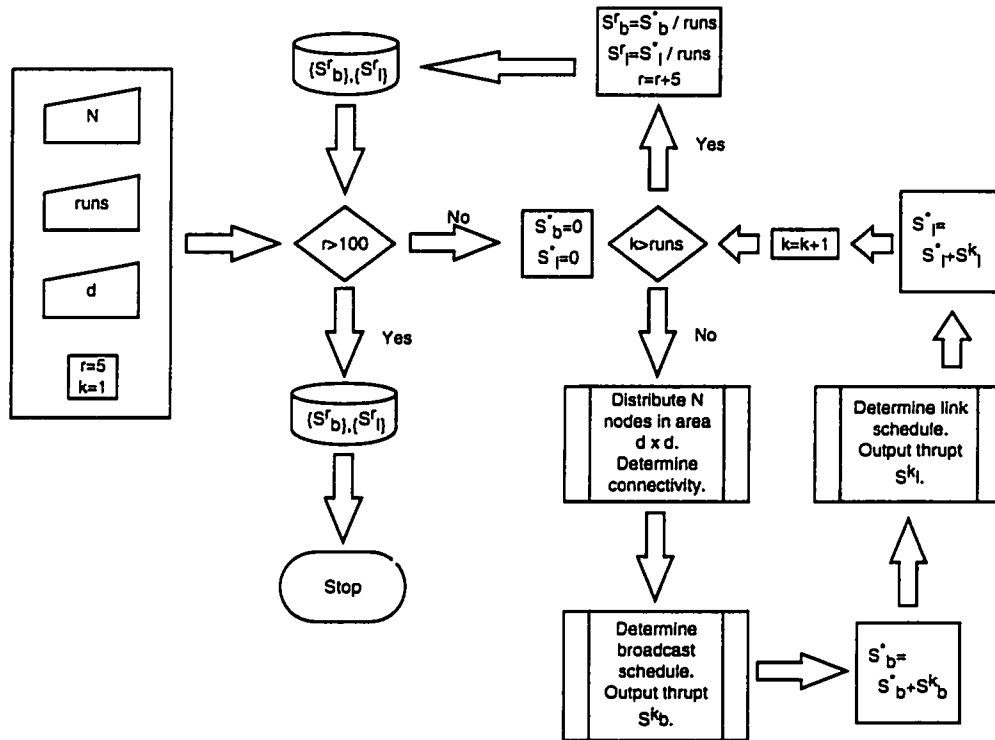 N
runs
d
r=5
k=1
{S^r_b},{S^r_l}
r>100
No
Yes
{S^r_b},{S^r_l}
Stop
S^r_b=S^*_b / runs
S^r_l=S^*_l / runs
r=r+5
Yes
S^*_b=0
S^*_l=0
k>runs
No
k=k+1
S^*_l=
S^*_l+S^k_l
Distribute N
nodes in area
d x d.
Determine
connectivity.
Determine link
schedule.
Output thrupt
S^k_l.
Determine
broadcast
schedule.
Output thrupt
S^k_b.
S^*_b=
S^*_b+S^k_b